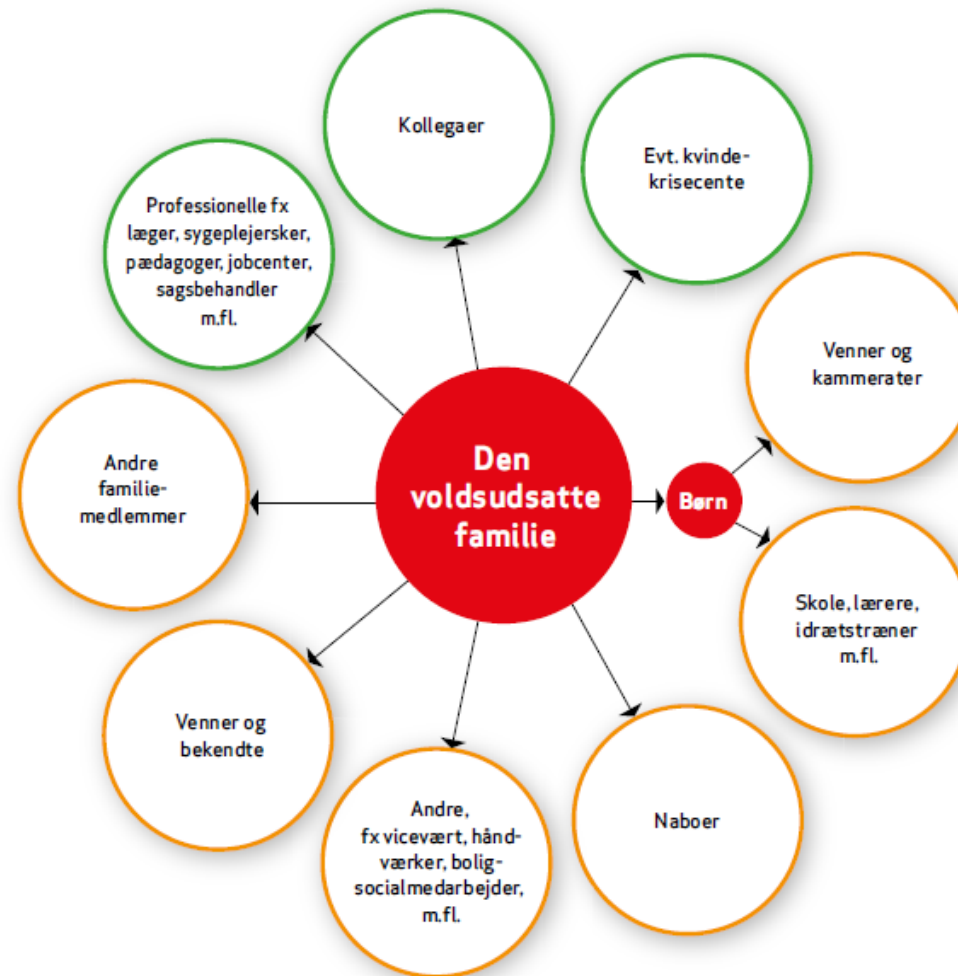 Kollegaer
Evt. kvinde-
krisecente
Professionelle fx
læger, sygeplejersker,
pædagoger, jobcenter,
sagsbehandler
m.fl.
Venner og
kammerater
Andre
familie-
medlemmer
Den
voldsudsatte
familie
Børn
Skole, lærere,
idrætstræner
m.fl.
Venner og
bekendte
Andre,
fx vicevært, hånd-
værker, bolig-
socialmedarbejder,
m.fl.
Naboer